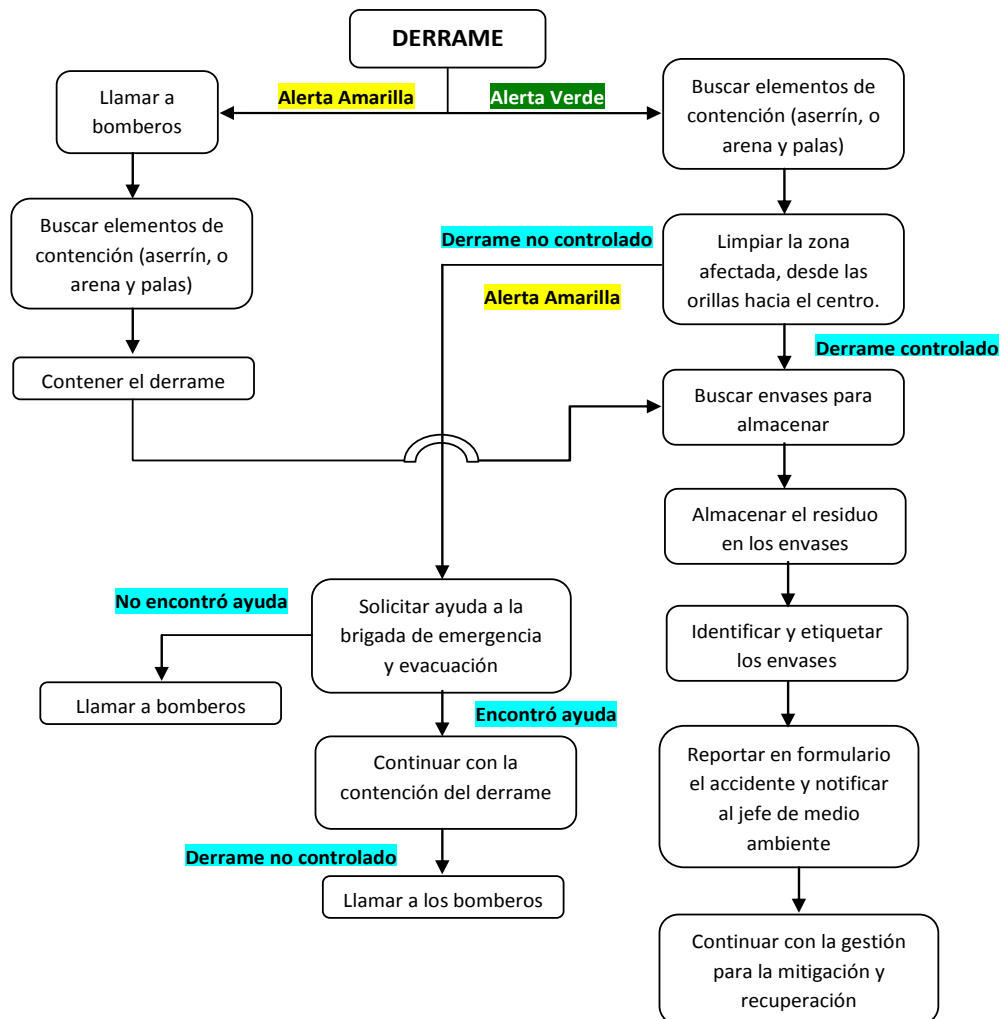 DERRAME
Alerta Amarilla
Alerta Verde
Llamar a
bomberos
Buscar elementos de
contención (aserrín, o
arena y palas)
Buscar elementos de
contención (aserrín, o
arena y palas)
Derrame no controlado
Limpiar la zona
afectada, desde las
orillas hacia el centro.
Alerta Amarilla
Derrame controlado
Contener el derrame
Buscar envases para
almacenar
Almacenar el residuo
en los envases
No encontró ayuda
Solicitar ayuda a la
brigada de emergencia
y evacuación
Identificar y etiquetar
los envases
Llamar a bomberos
Encontró ayuda
Continuar con la
contención del derrame
Reportar en formulario
el accidente y notificar
al jefe de medio
ambiente
Derrame no controlado
Llamar a los bomberos
Continuar con la gestión
para la mitigación y
recuperación